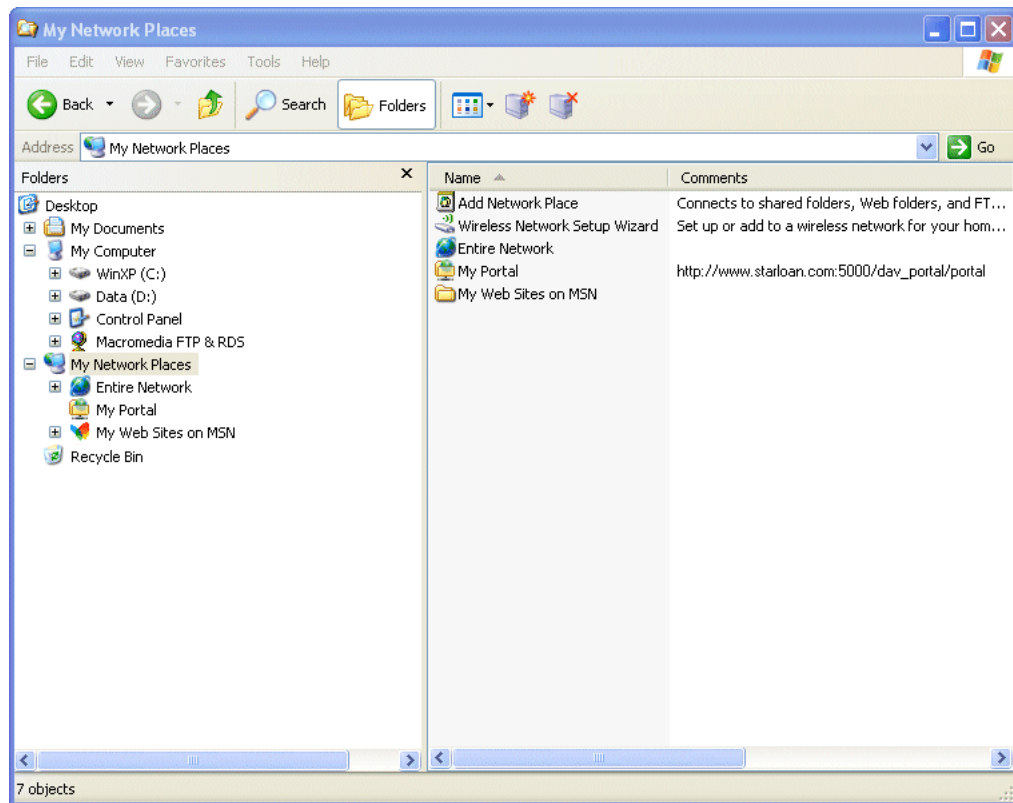 My Network Places
File Edit View Favorites Tools Help
Back Search Folders
Address My Network Places Go
Folders
Desktop
My Documents
My Computer
WinXP (C:)
Data (D:)
Control Panel
Macromedia FTP & RDS
My Network Places
Entire Network
My Portal
My Web Sites on MSN
Recycle Bin
Name Comments
Add Network Place Connects to shared folders, Web folders, and FT...
Wireless Network Setup Wizard Set up or add to a wireless network for your hom...
Entire Network
My Portal http://www.starloan.com:5000/dav_portal/portal
My Web Sites on MSN
7 objects